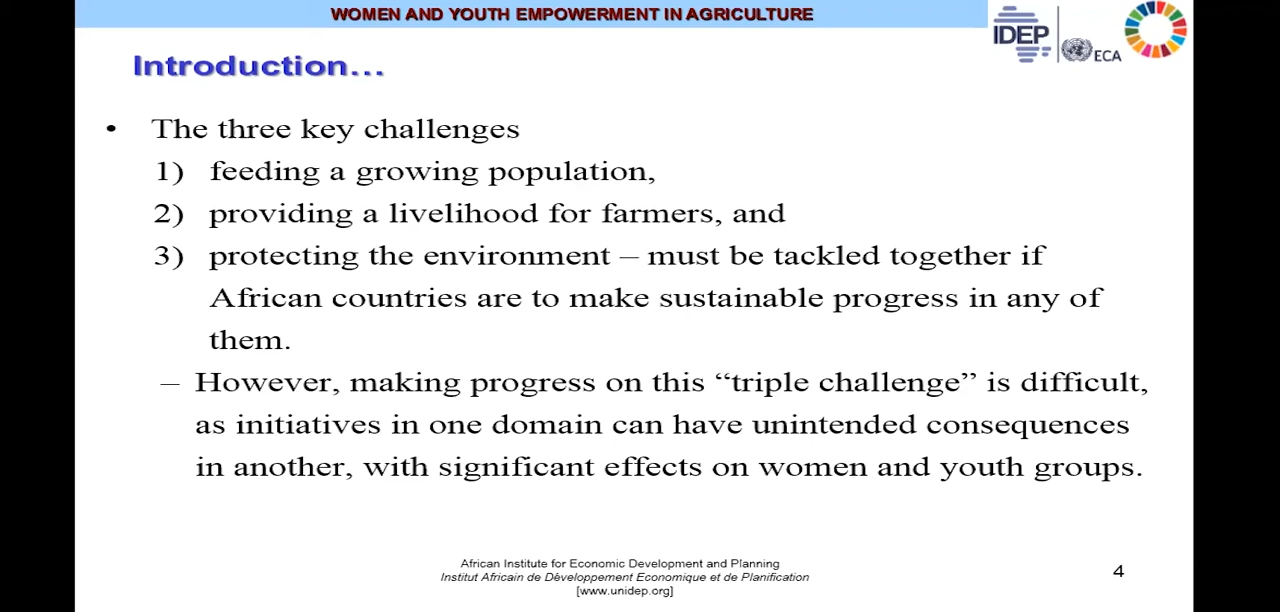 WOMEN AND YOUTH EMPOWERMENT IN AGRICULTURE
IDEP
ECA
Introduction…
• The three key challenges
1) feeding a growing population,
2) providing a livelihood for farmers, and
3) protecting the environment – must be tackled together if
African countries are to make sustainable progress in any of
them.
– However, making progress on this “triple challenge” is difficult,
as initiatives in one domain can have unintended consequences
in another, with significant effects on women and youth groups.
African Institute for Economic Development and Planning
Institut Africain de Développement Economique et de Planification
[www.unidep.org]
4